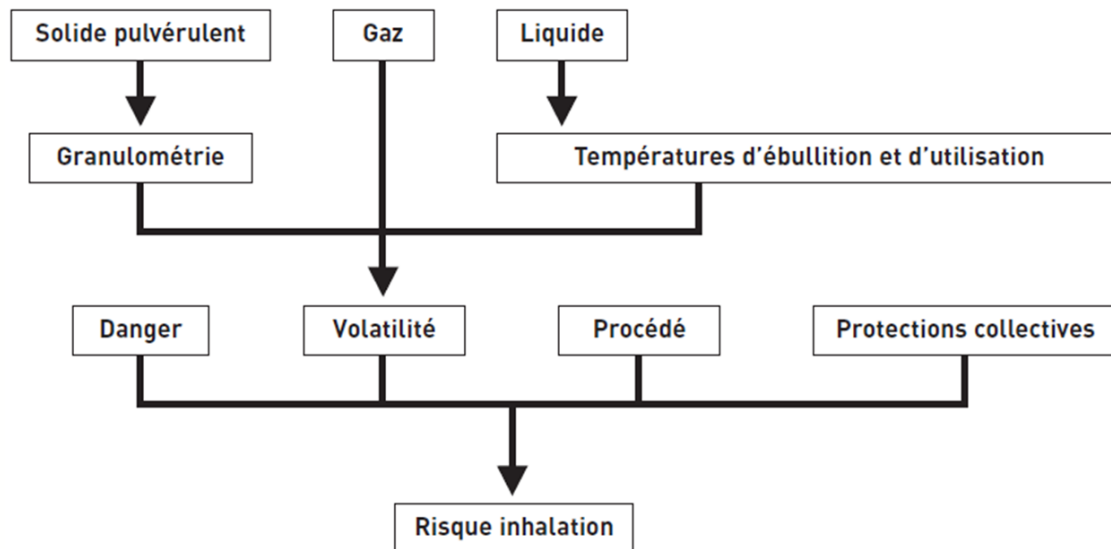 Solide pulvérulent
Gaz
Liquide
Granulométrie
Températures d’ébullition et d’utilisation
Danger
Volatilité
Procédé
Protections collectives
Risque inhalation